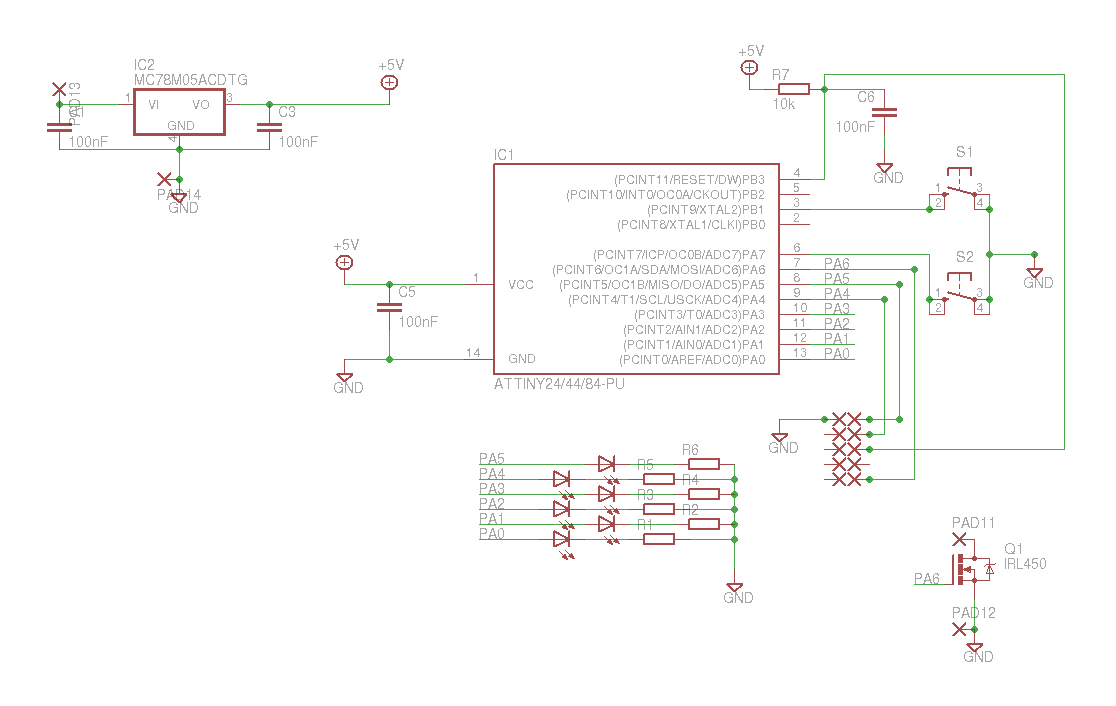 IC2
MC78M05ACDTG
+5V
+5V
PAD13
1
VI
VO
3
GND
4
C3
100nF
100nF
PAD14
GND
R7
10k
C6
100nF
GND
IC1
(PCINT11/RESET/DW)PB3
4
(PCINT10/INT0/OC0A/CKOUT)PB2
5
(PCINT9/XTAL2)PB1
3
(PCINT8/XTAL1/CLKI)PB0
2
(PCINT7/ICP/OC0B/ADC7)PA7
6
(PCINT6/OC1A/SDA/MOSI/ADC6)PA6
7
PA6
(PCINT5/OC1B/MISO/DO/ADC5)PA5
8
PA5
(PCINT4/T1/SCL/USCK/ADC4)PA4
9
PA4
(PCINT3/T0/ADC3)PA3
10
PA3
(PCINT2/AIN1/ADC2)PA2
11
PA2
(PCINT1/AIN0/ADC1)PA1
12
PA1
(PCINT0/AREF/ADC0)PA0
13
PA0
1
VCC
14
GND
ATTINY24/44/84-PU
+5V
C5
100nF
GND
S1
1
2
3
4
S2
1
2
3
4
GND
GND
PA5
PA4
PA3
PA2
PA1
PA0
R6
R5
R4
R3
R2
R1
GND
PAD11
Q1
IRL450
PA6
PAD12
GND